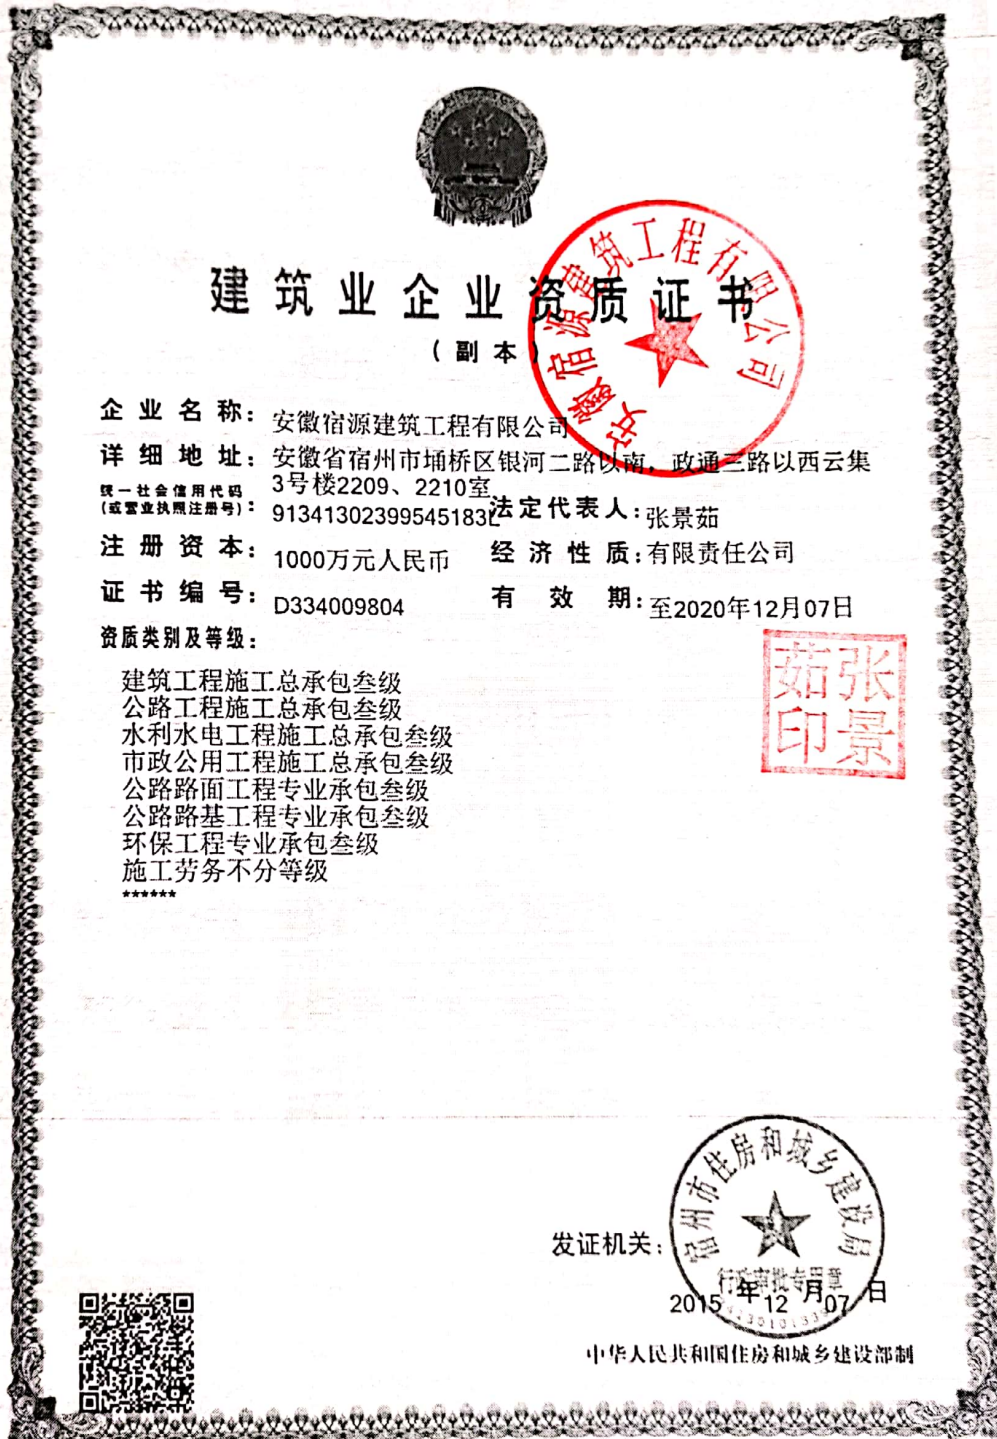 建筑业企业资质证书
（副本）
企业名称：安徽宿源建筑工程有限公司
详细地址：安徽省宿州市埇桥区银河二路以南，政通三路以西云集
3号楼2209、2210室
统一社会信用代码
（或营业执照注册号）：91341302399545183L 法定代表人：张景茹
注册资本：1000万元人民币 经济性质：有限责任公司
证书编号：D334009804 有效期：至2020年12月07日
资质类别及等级：
建筑工程施工总承包叁级
公路工程施工总承包叁级
水利水电工程施工总承包叁级
市政公用工程施工总承包叁级
公路路面工程专业承包叁级
公路路基工程专业承包叁级
环保工程专业承包叁级
施工劳务不分等级
******
安徽宿源建筑工程有限公司
张景茹印
发证机关：
宿州市住房和城乡建设局
行政审批专用章
2015年12月07日
中华人民共和国住房和城乡建设部制